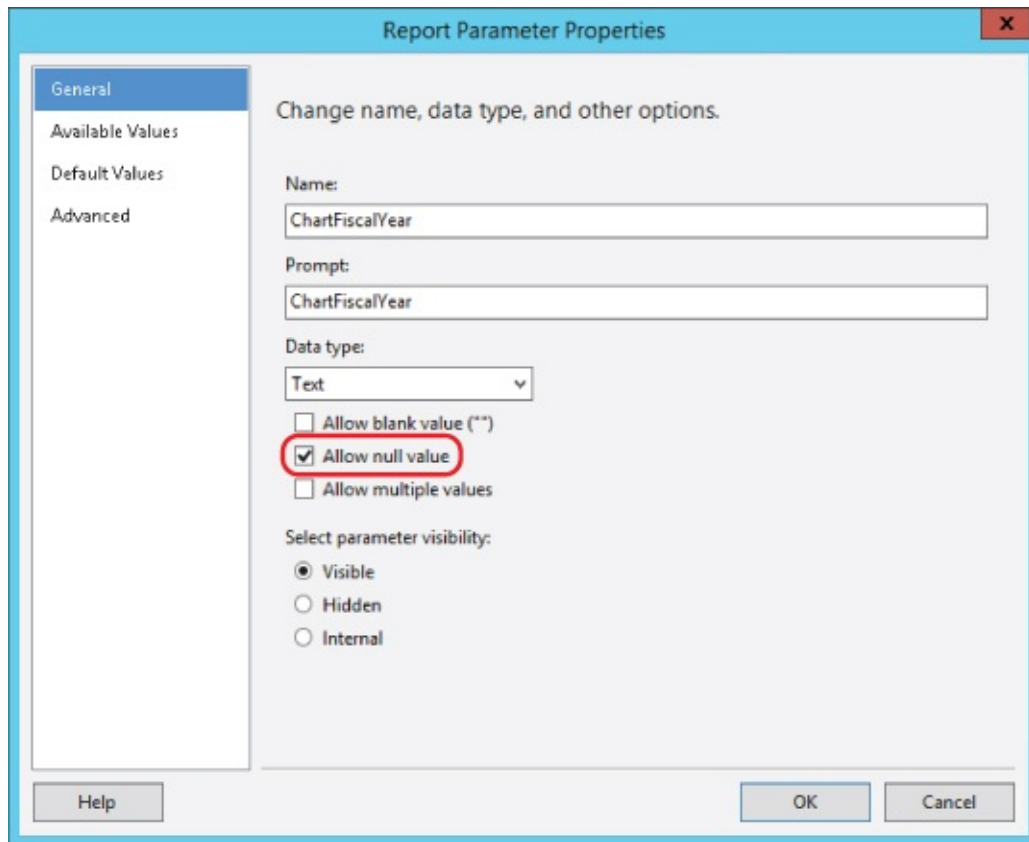 Report Parameter Properties
x
General
Available Values
Default Values
Advanced
Change name, data type, and other options.
Name:
ChartFiscalYear
Prompt:
ChartFiscalYear
Data type:
Text
Allow blank value ("")
Allow null value
Allow multiple values
Select parameter visibility:
Visible
Hidden
Internal
Help
OK
Cancel